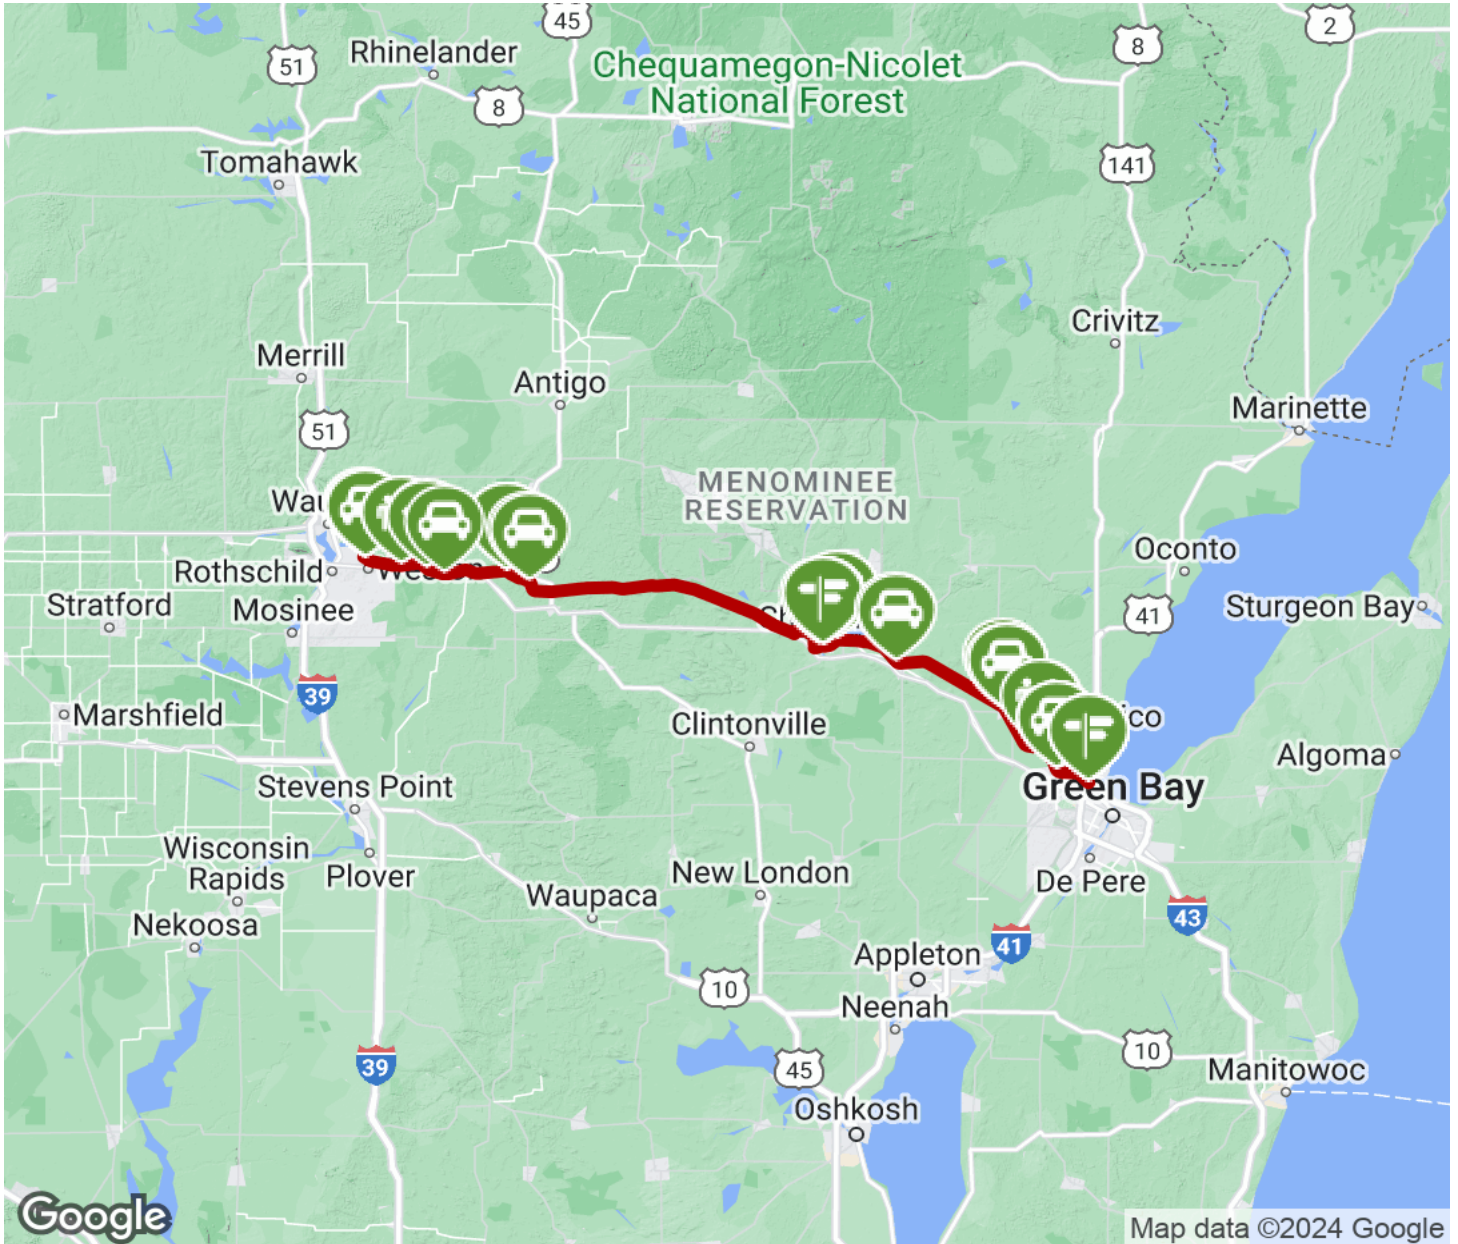 45
2
8
51
Rhinelander
Chequamegon-Nicolet
National Forest
8
Tomahawk
141
Crivitz
Merrill
Antigo
Marinette
51
MENOMINEE
RESERVATION
Oconto
Rothschild
Stratford
Mosinee
41
Sturgeon Bay
39
Marshfield
Clintonville
Algoma
Stevens Point
Green Bay
Wisconsin
Rapids
Plover
New London
De Pere
Waupaca
Nekoosa
43
41
Appleton
10
Neenah
10
39
45
Manitowoc
Oshkosh
Google
Map data ©2024 Google